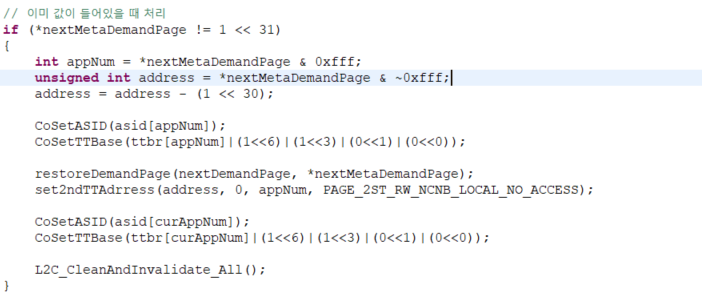 // 이미 값이 들어있을 때 처리
if (*nextMetaDemandPage != 1 << 31)
{
    int appNum = *nextMetaDemandPage & 0xfff;
    unsigned int address = *nextMetaDemandPage & ~0xfff;
    address = address - (1 << 30);

    CoSetASID(asid[appNum]);
    CoSetTTBase(ttbr[appNum]|(1<<6)|(1<<3)|(0<<1)|(0<<0));

    restoreDemandPage(nextDemandPage, *nextMetaDemandPage);
    set2ndTTAdrress(address, 0, appNum, PAGE_2ST_RW_NCNB_LOCAL_NO_ACCESS);

    CoSetASID(asid[curAppNum]);
    CoSetTTBase(ttbr[curAppNum]|(1<<6)|(1<<3)|(0<<1)|(0<<0));

    L2C_CleanAndInvalidate_All();
}